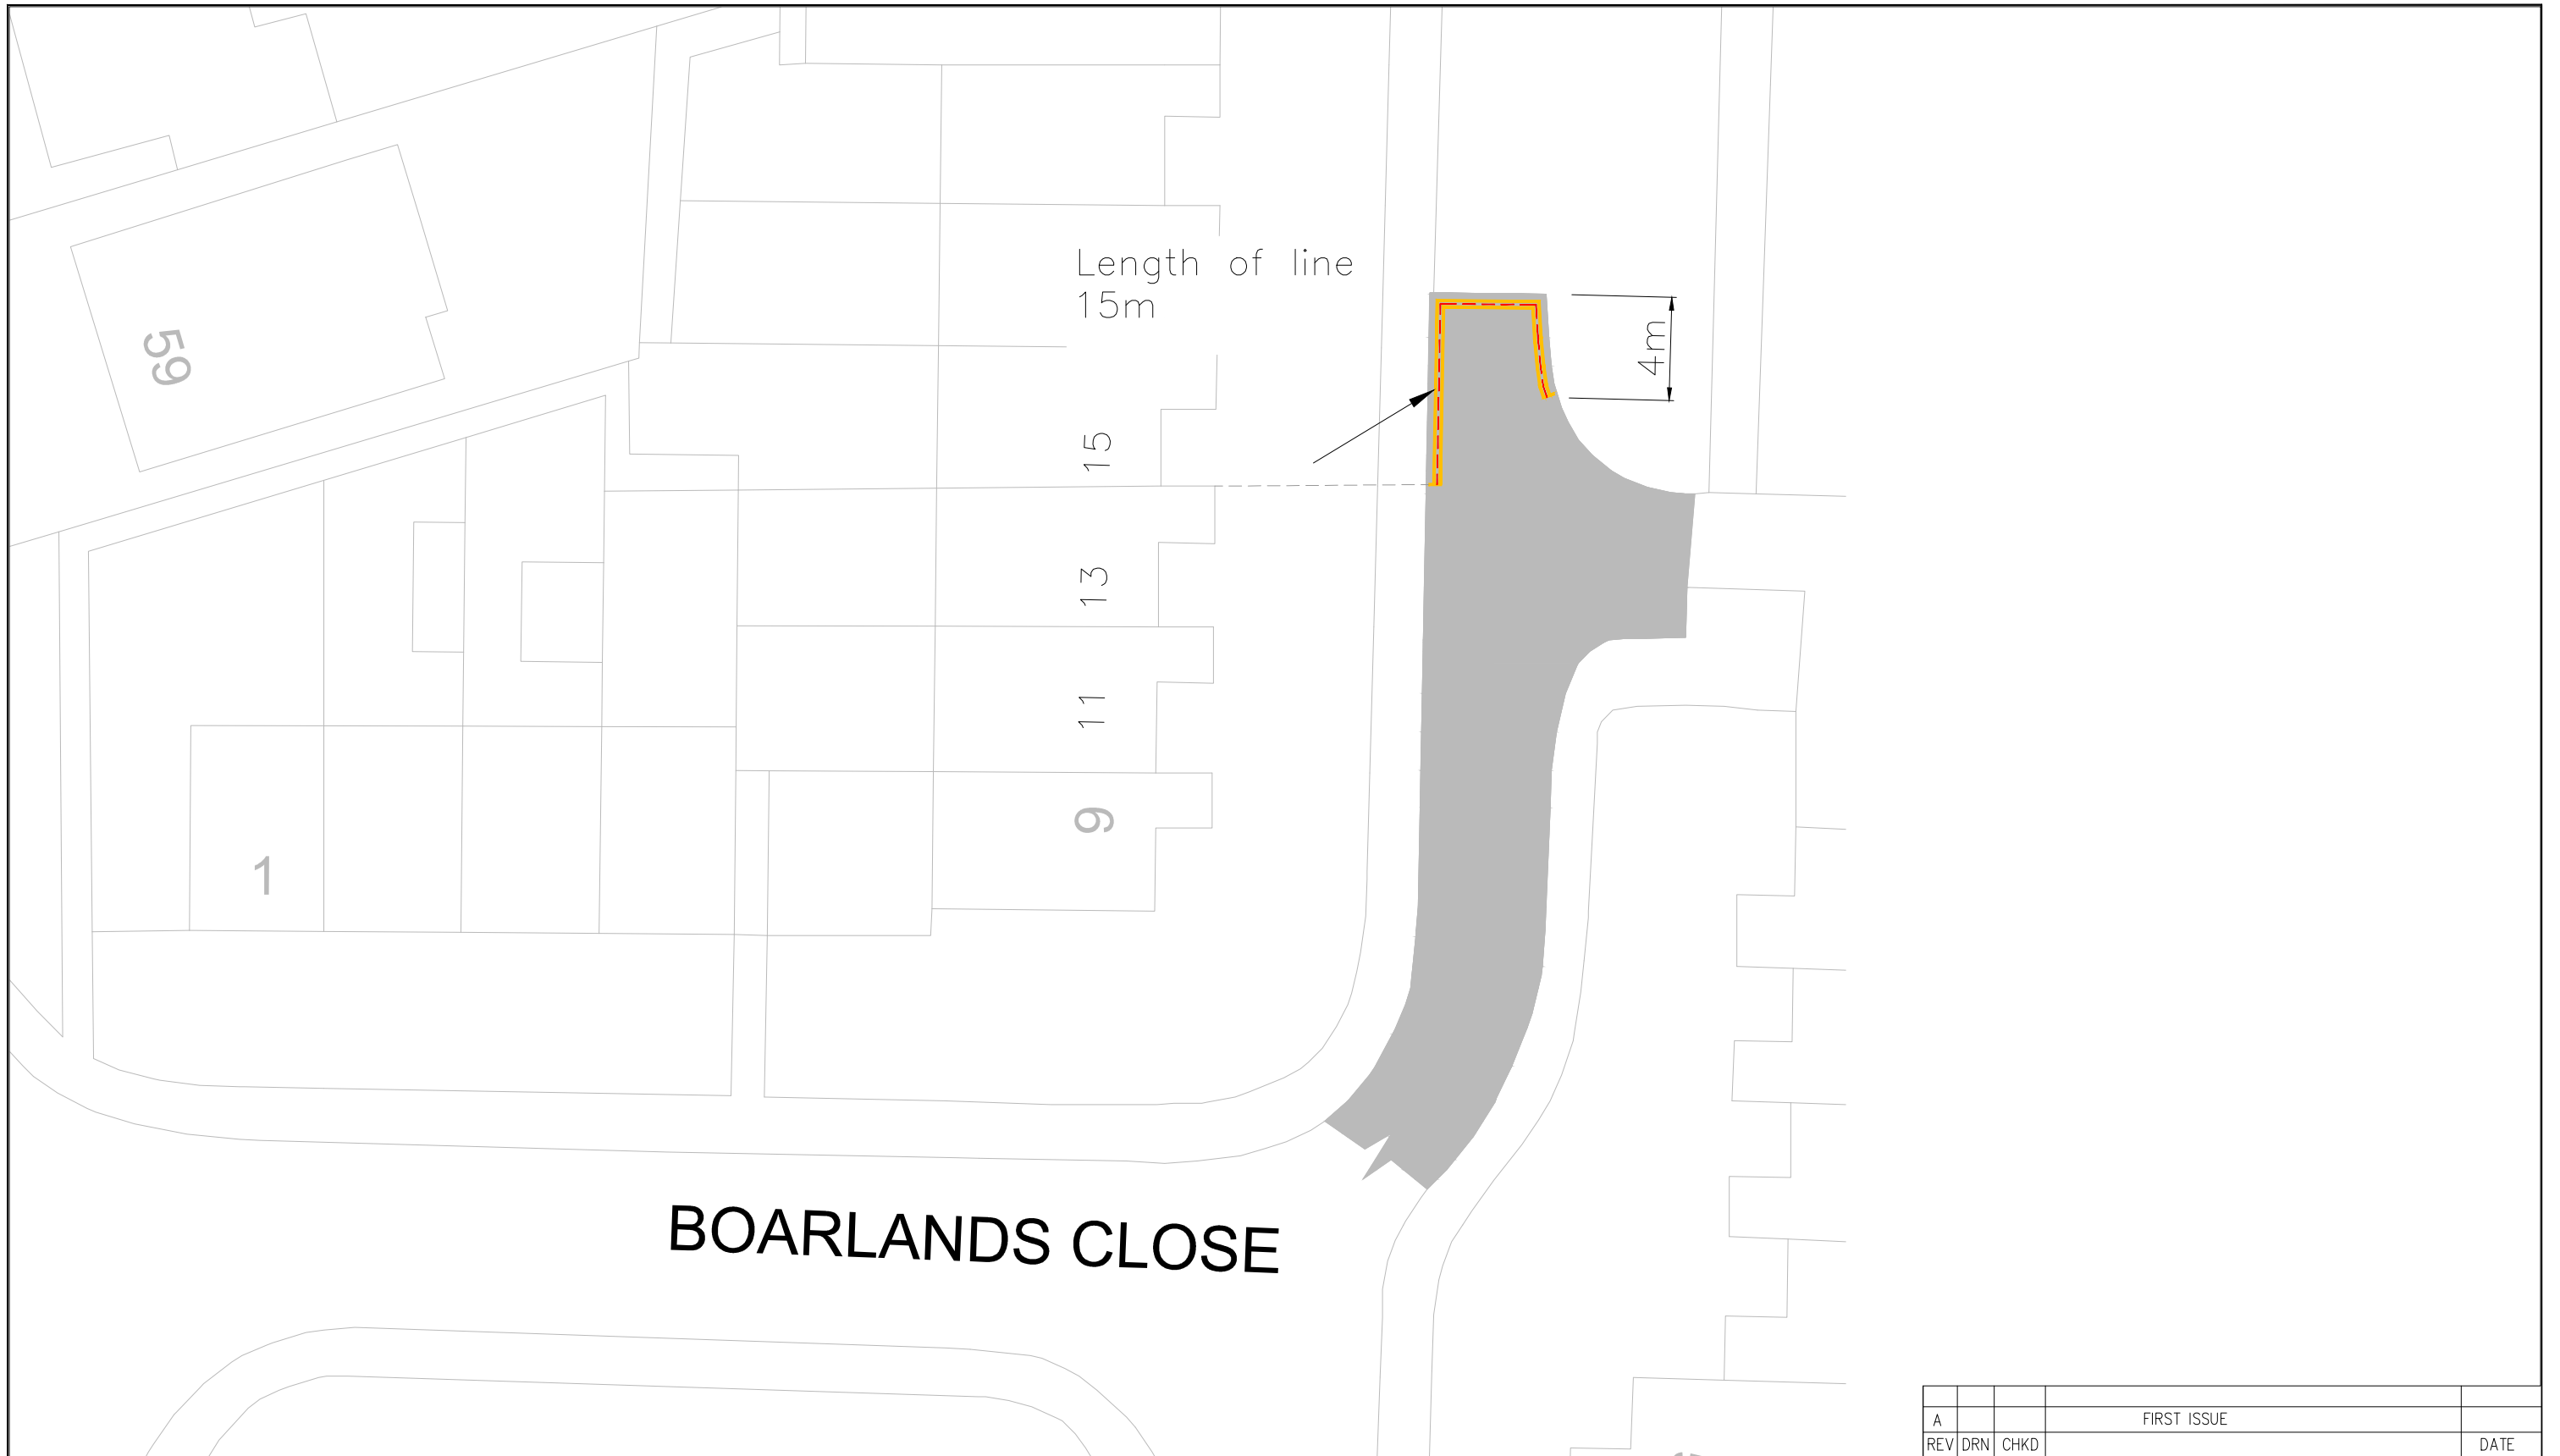 Length of line
15m
4m
59
15
13
11
9
1
BOARLANDS CLOSE
A FIRST ISSUE
REV DRN CHKD DATE